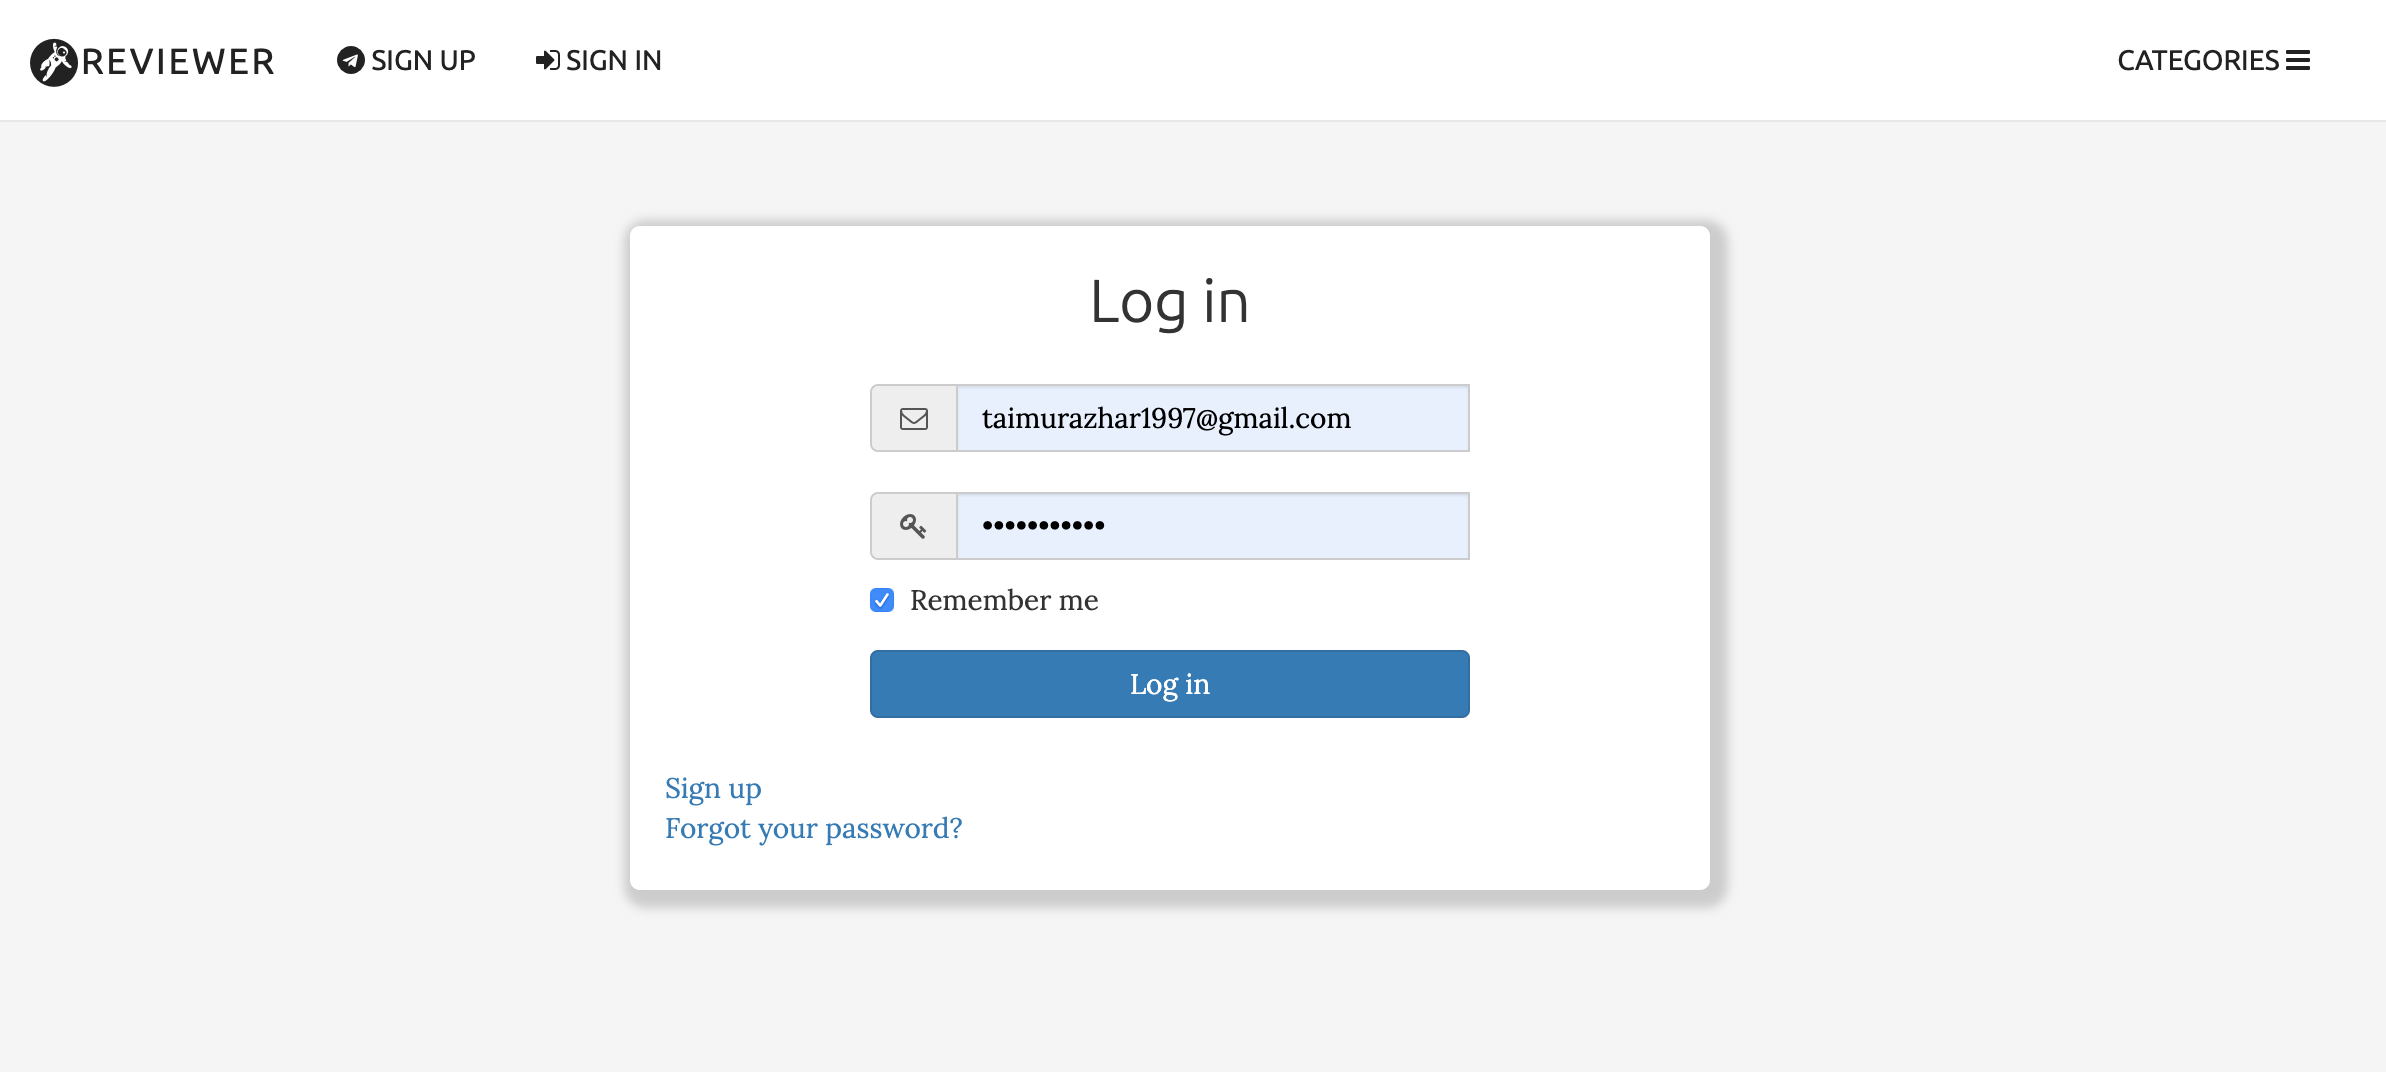 REVIEWER SIGN UP SIGN IN CATEGORIES
Log in
taimurazhar1997@gmail.com
•••••••••••
Remember me
Log in
Sign up
Forgot your password?